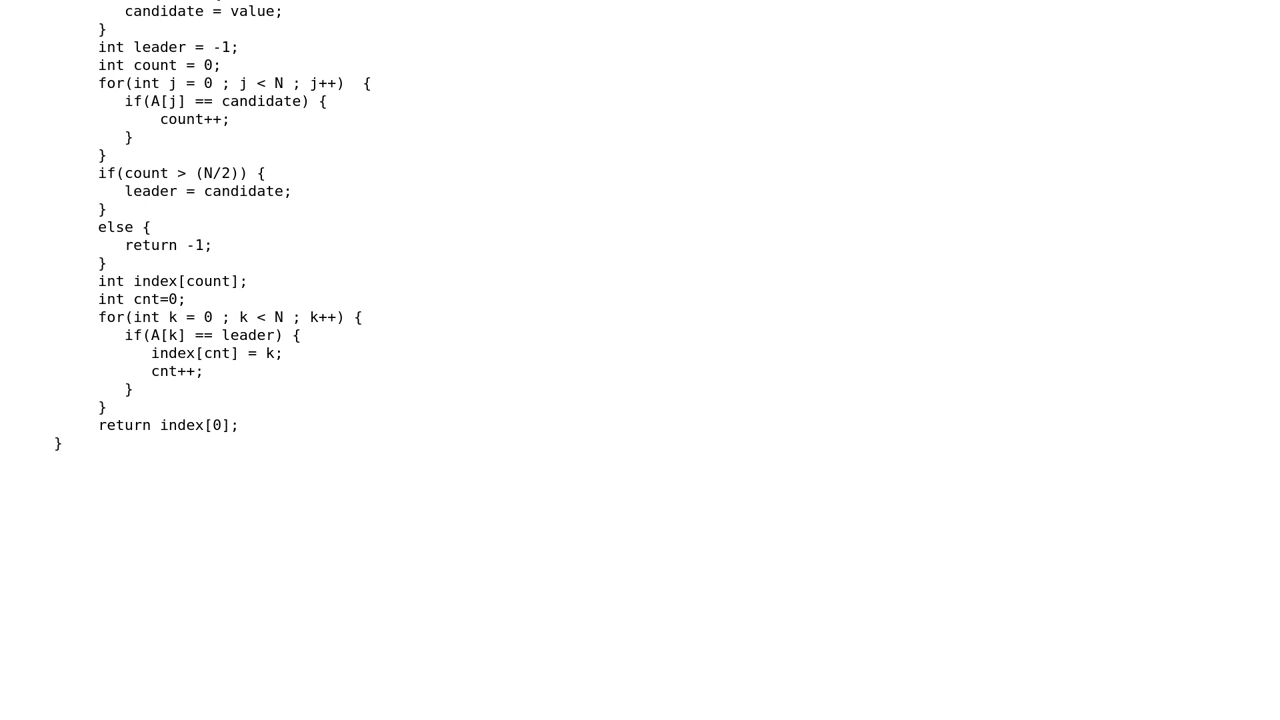 candidate = value;
}
int leader = -1;
int count = 0;
for(int j = 0 ; j < N ; j++)  {
if(A[j] == candidate) {
count++;
}
}
if(count > (N/2)) {
leader = candidate;
}
else {
return -1;
}
int index[count];
int cnt=0;
for(int k = 0 ; k < N ; k++) {
if(A[k] == leader) {
index[cnt] = k;
cnt++;
}
}
return index[0];
}